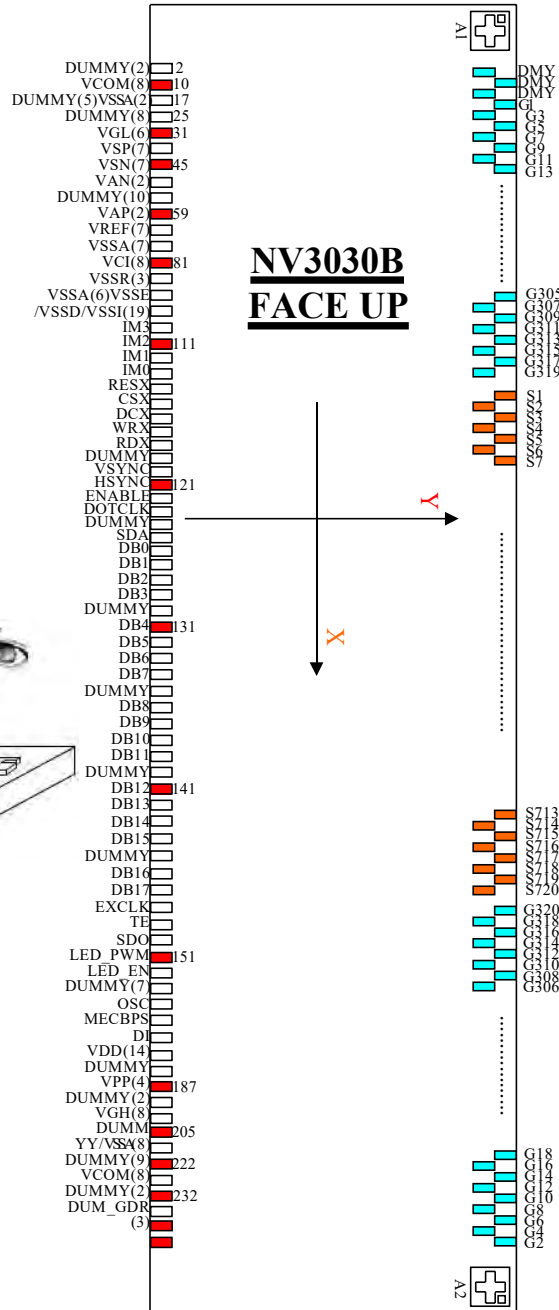 A1
DUMMY(2) 2
VCOM(8) 10
DUMMY(5)VSSA(2 17
DUMMY(8) 25
VGL(6) 31
VSP(7)
VSN(7) 45
VAN(2)
DUMMY(10)
VAP(2) 59
VREF(7)
VSSA(7)
VCI(8) 81
VSSR(3)
VSSA(6)VSSE
/VSSD/VSSI(19)
IM3
IM2 111
IM1
IM0
RESX
CSX
DCX
WRX
RDX
DUMMY
VSYNC
HSYNC 121
ENABLE
DOTCLK
DUMMY
SDA
DB0
DB1
DB2
DB3
DUMMY
DB4 131
DB5
DB6
DB7
DUMMY
DB8
DB9
DB10
DB11
DUMMY
DB12 141
DB13
DB14
DB15
DUMMY
DB16
DB17
EXCLK
TE
SDO
LED_PWM 151
LED_EN
DUMMY(7)
OSC
MECBPS
DI
VDD(14)
DUMMY
VPP(4) 187
DUMMY(2)
VGH(8)
DUMM 205
YY/VSSA(8)
DUMMY(9) 222
VCOM(8)
DUMMY(2) 232
DUM_GDR
(3)
NV3030B
FACE UP
Y
X
DMY
DMY
DMY
G1
G3
G5
G7
G9
G11
G13
G305
G307
G309
G311
G313
G315
G317
G319
S1
S2
S3
S4
S5
S6
S7
S713
S714
S715
S716
S717
S718
S719
S720
G320
G318
G316
G314
G312
G310
G308
G306
G18
G16
G14
G12
G10
G8
G6
G4
G2
A2